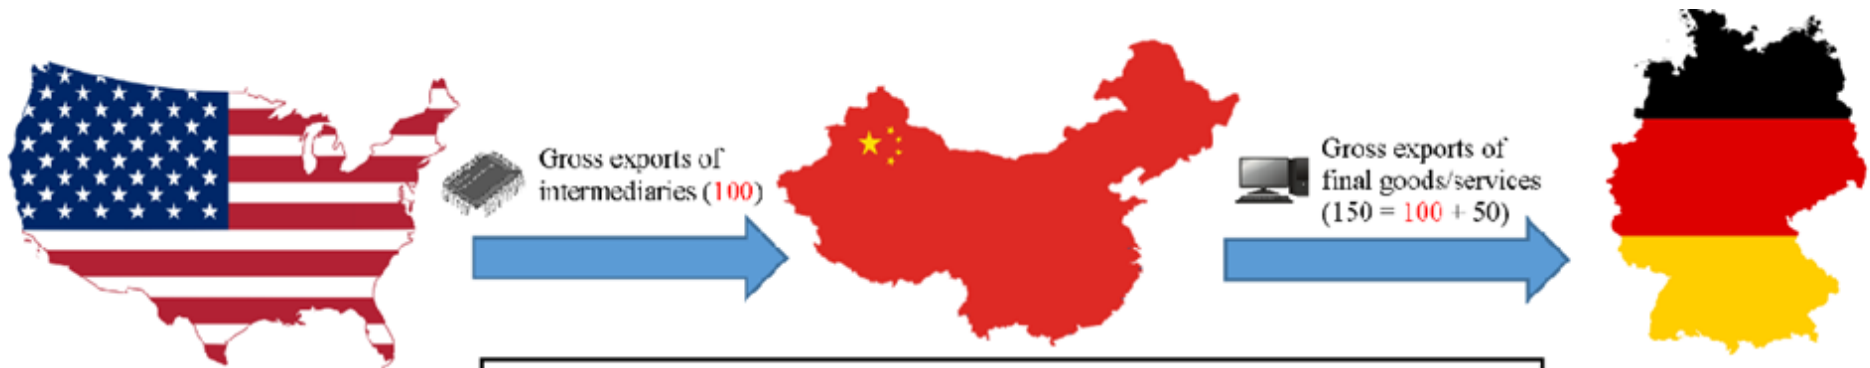 Gross exports of
intermediaries (100)
Gross exports of
final goods/services
(150 = 100 + 50)